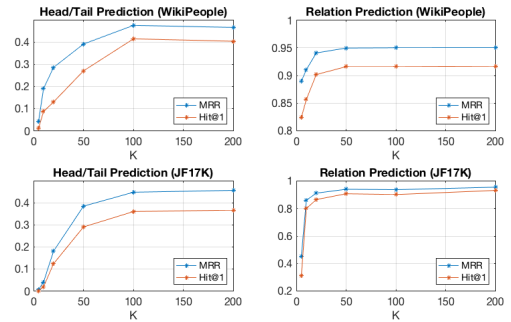 Head/Tail Prediction (WikiPeople)
0.4
0.3
0.2
0.1
0
0 50 100 150 200
K
MRR
Hit@1
Relation Prediction (WikiPeople)
1
0.95
0.9
0.85
0.8
0 50 100 150 200
K
MRR
Hit@1
Head/Tail Prediction (JF17K)
0.4
0.3
0.2
0.1
0
0 50 100 150 200
K
MRR
Hit@1
Relation Prediction (JF17K)
1
0.8
0.6
0.4
0.2
0 50 100 150 200
K
MRR
Hit@1